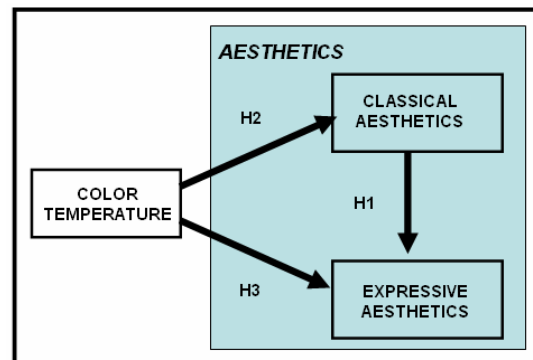 AESTHETICS
CLASSICAL
AESTHETICS
H2
COLOR
TEMPERATURE
H1
H3
EXPRESSIVE
AESTHETICS